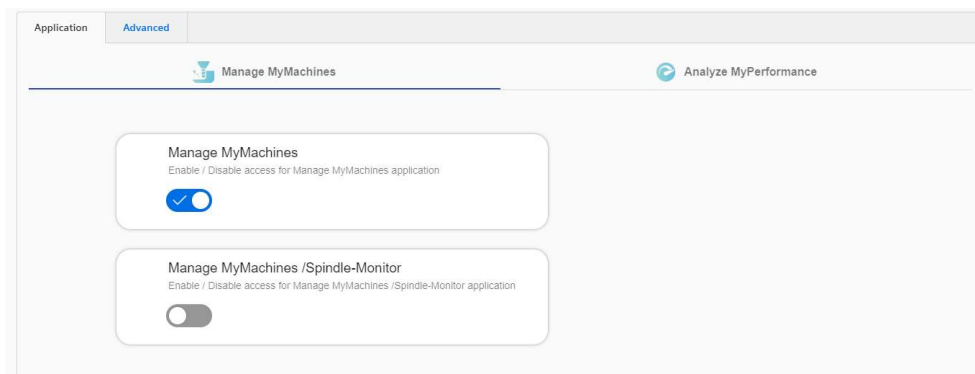 Application
Advanced
Manage MyMachines
Analyze MyPerformance
Manage MyMachines
Enable / Disable access for Manage MyMachines application
Manage MyMachines /Spindle-Monitor
Enable / Disable access for Manage MyMachines /Spindle-Monitor application